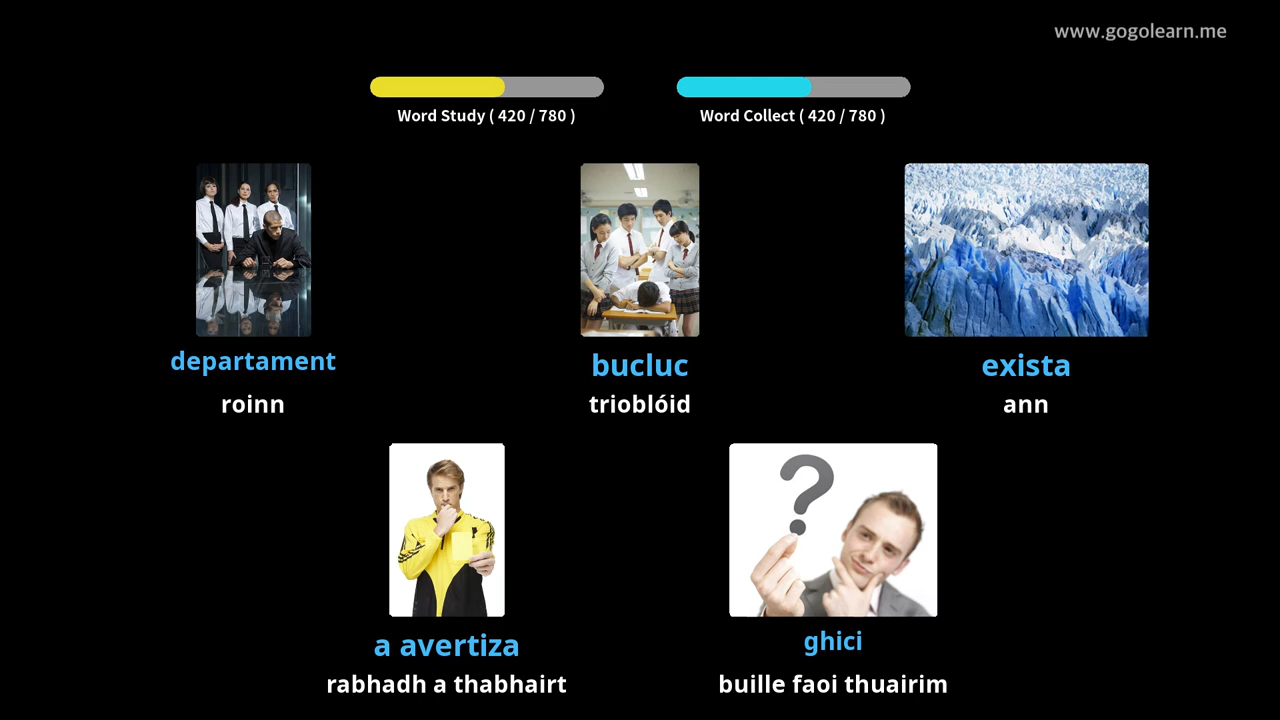 www.gogolearn.me
Word Study ( 420 / 780 )
Word Collect ( 420 / 780 )
departament
roinn
bucluc
trioblóid
exista
ann
a avertiza
rabhadh a thabhairt
ghici
buille faoi thuairim